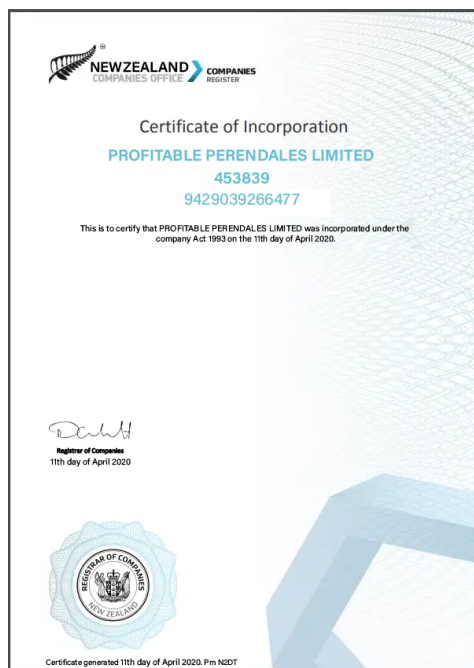 ®
NEWZEALAND
COMPANIES OFFICE
COMPANIES
REGISTER
Certificate of Incorporation
PROFITABLE PERENDALES LIMITED
453839
9429039266477
This is to certify that PROFITABLE PERENDALES LIMITED was incorporated under the
company Act 1993 on the 11th day of April 2020.
Registrar of Companies
11th day of April 2020
REGISTRAR OF COMPANIES
NEW ZEALAND
Certificate generated 11th day of April 2020. Pm N2DT